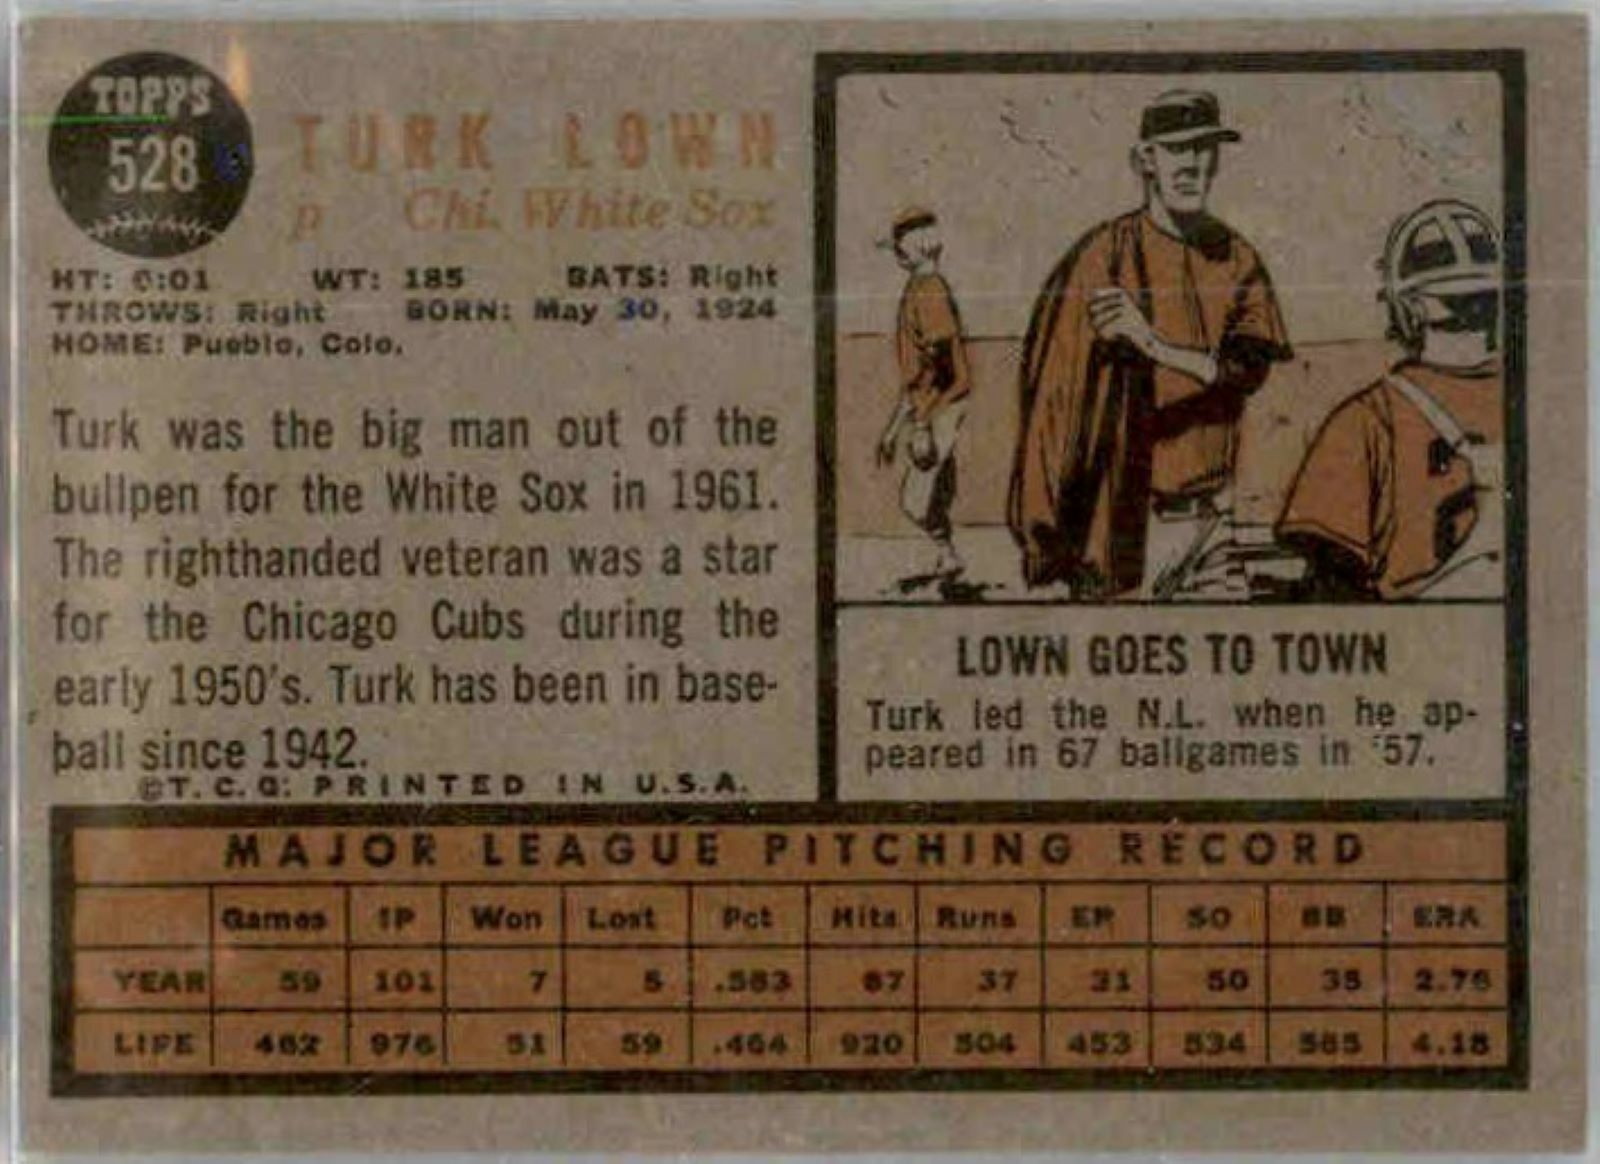 TOPPS
528
TURK LOWN
p Chi. White Sox
HT: 6:01 WT: 185 BATS: Right
THROWS: Right BORN: May 30, 1924
HOME: Pueblo, Colo.
Turk was the big man out of the
bullpen for the White Sox in 1961.
The righthanded veteran was a star
for the Chicago Cubs during the
early 1950's. Turk has been in base-
ball since 1942.
©T. C. G. PRINTED IN U.S.A.
LOWN GOES TO TOWN
Turk led the N.L. when he ap-
peared in 67 ballgames in '57.
MAJOR LEAGUE PITCHING RECORD
Games IP Won Lost Pct Hits Runs ER SO BB ERA
YEAR 59 101 7 5 .583 87 37 31 50 35 2.76
LIFE 462 976 51 59 .464 920 504 453 534 565 4.18